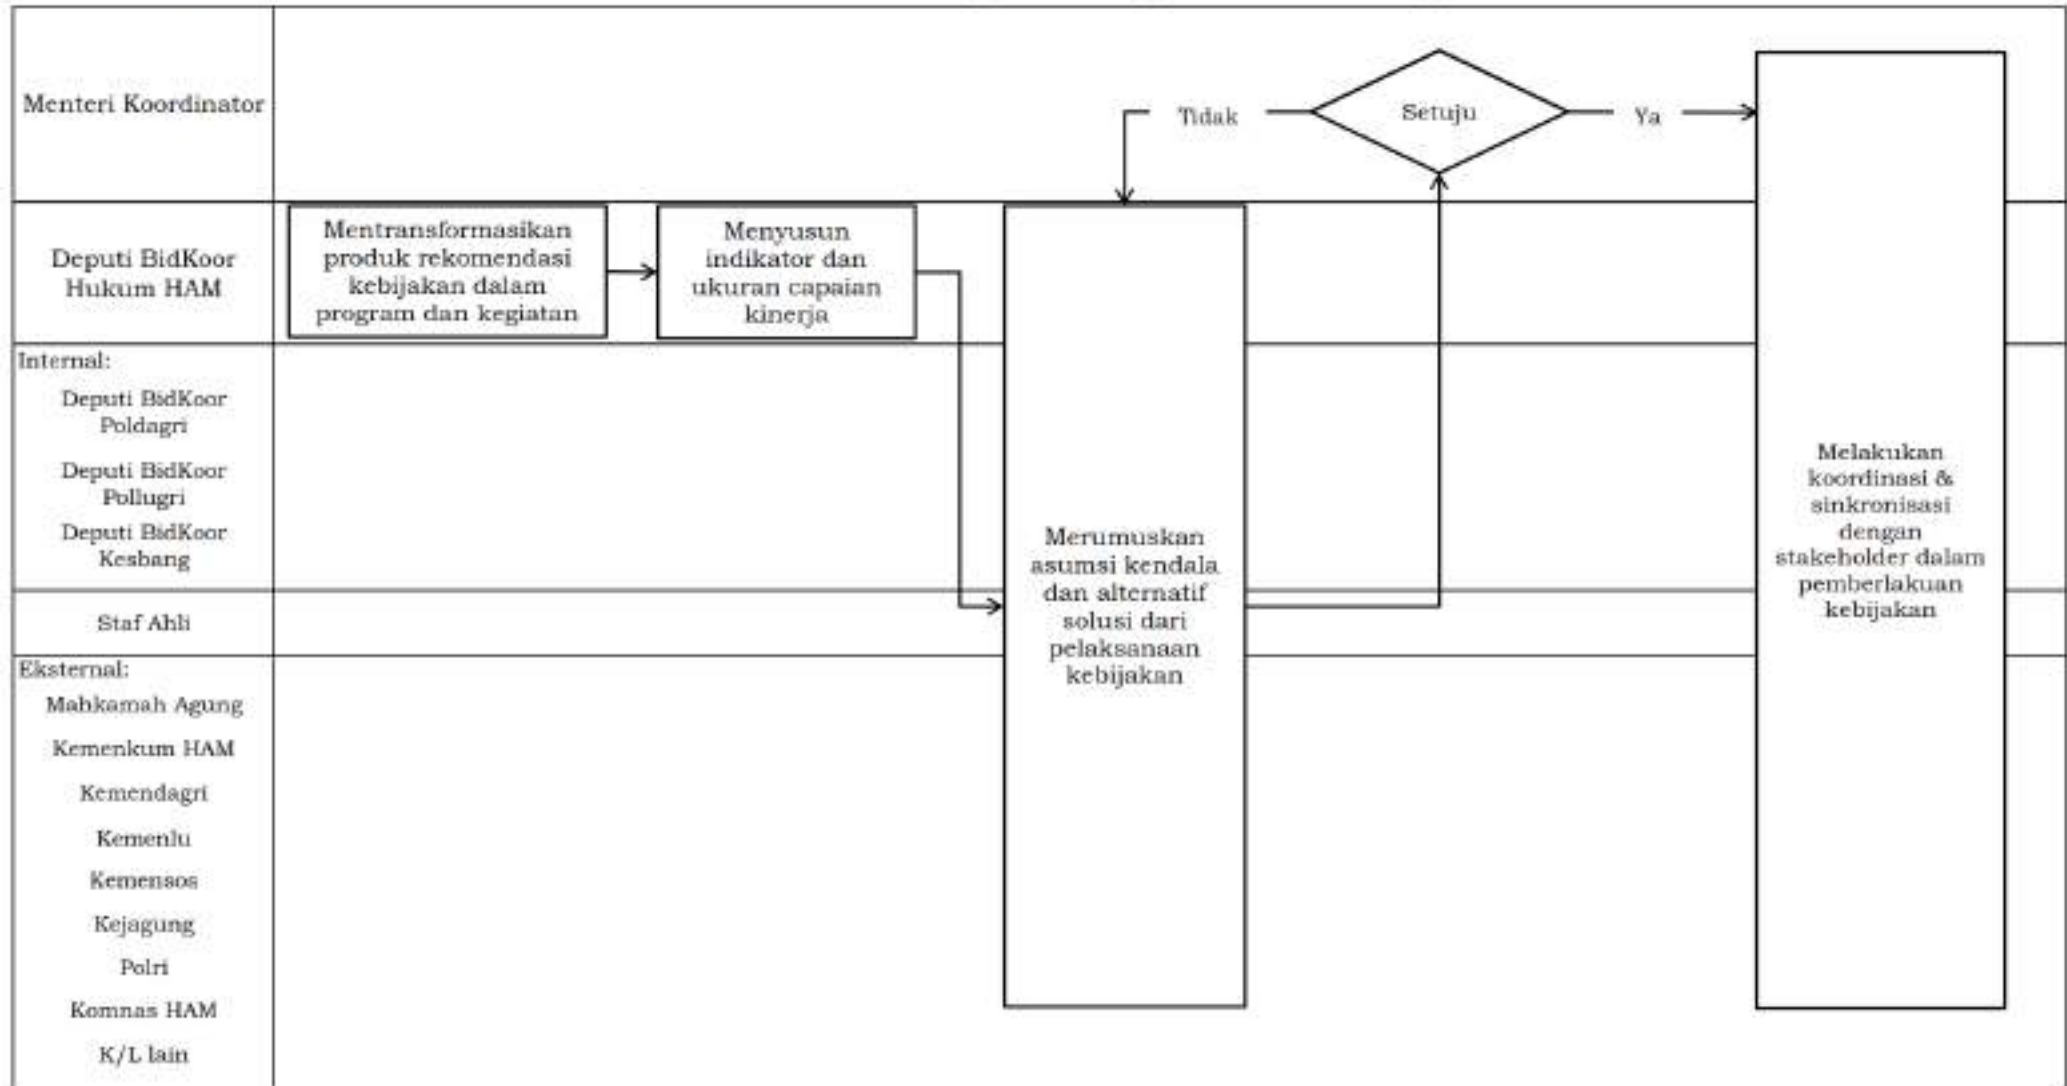 Menteri Koordinator
Tidak
Setuju
Ya
Deputi BidKoor
Hukum HAM
Mentransformasikan
produk rekomendasi
kebijakan dalam
program dan kegiatan
Menyusun
indikator dan
ukuran capaian
kinerja
Internal:
Deputi BidKoor
Poldagri
Deputi BidKoor
Pollugri
Deputi BidKoor
Kesbang
Staf Ahli
Merumuskan
asumsi kendala
dan alternatif
solusi dari
pelaksanaan
kebijakan
Melakukan
koordinasi &
sinkronisasi
dengan
stakeholder dalam
pemberlakuan
kebijakan
Eksternal:
Mahkamah Agung
Kemenkum HAM
Kemendagri
Kemenlu
Kemensos
Kejagung
Polri
Komnas HAM
K/L lain